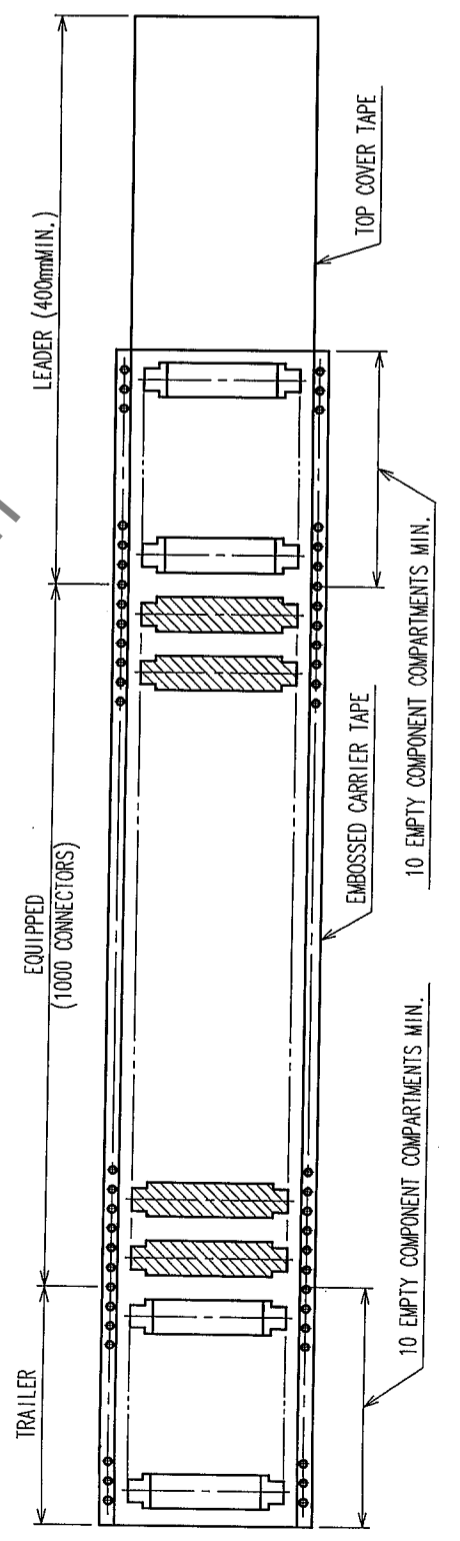 LEADER (400mmMIN.)
TOP COVER TAPE
10 EMPTY COMPONENT COMPARTMENTS MIN.
EQUIPPED
(1000 CONNECTORS)
EMBOSSED CARRIER TAPE
TRAILER
10 EMPTY COMPONENT COMPARTMENTS MIN.